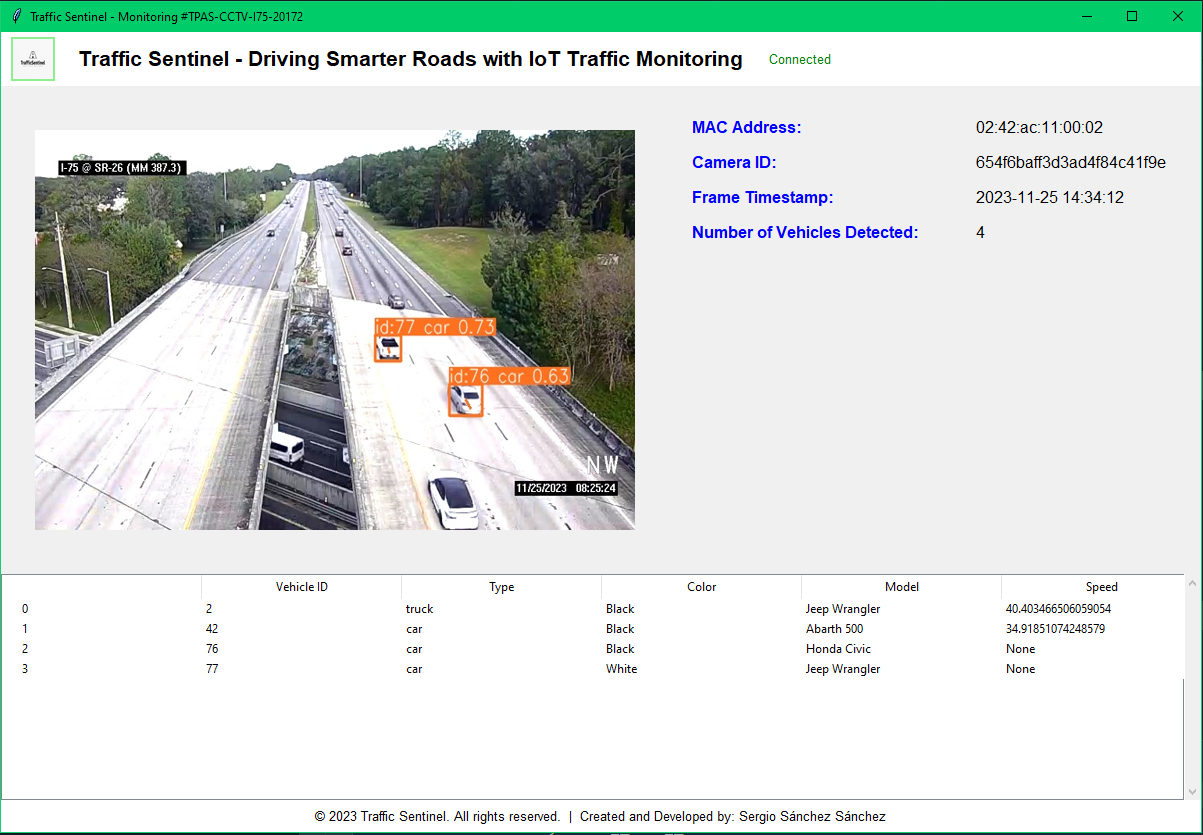 Traffic Sentinel - Monitoring #TPAS-CCTV-I75-20172
TrafficSentinel
Traffic Sentinel - Driving Smarter Roads with IoT Traffic Monitoring
Connected
I-75 @ SR-26 (MM 387.3)
id:77 car 0.73
id:76 car 0.63
NW
11/25/2023 08:25:24
MAC Address: 02:42:ac:11:00:02
Camera ID: 654f6baff3d3ad4f84c41f9e
Frame Timestamp: 2023-11-25 14:34:12
Number of Vehicles Detected: 4
Vehicle ID Type Color Model Speed
0 2 truck Black Jeep Wrangler 40.403466506059054
1 42 car Black Abarth 500 34.91851074248579
2 76 car Black Honda Civic None
3 77 car White Jeep Wrangler None
© 2023 Traffic Sentinel. All rights reserved. | Created and Developed by: Sergio Sánchez Sánchez